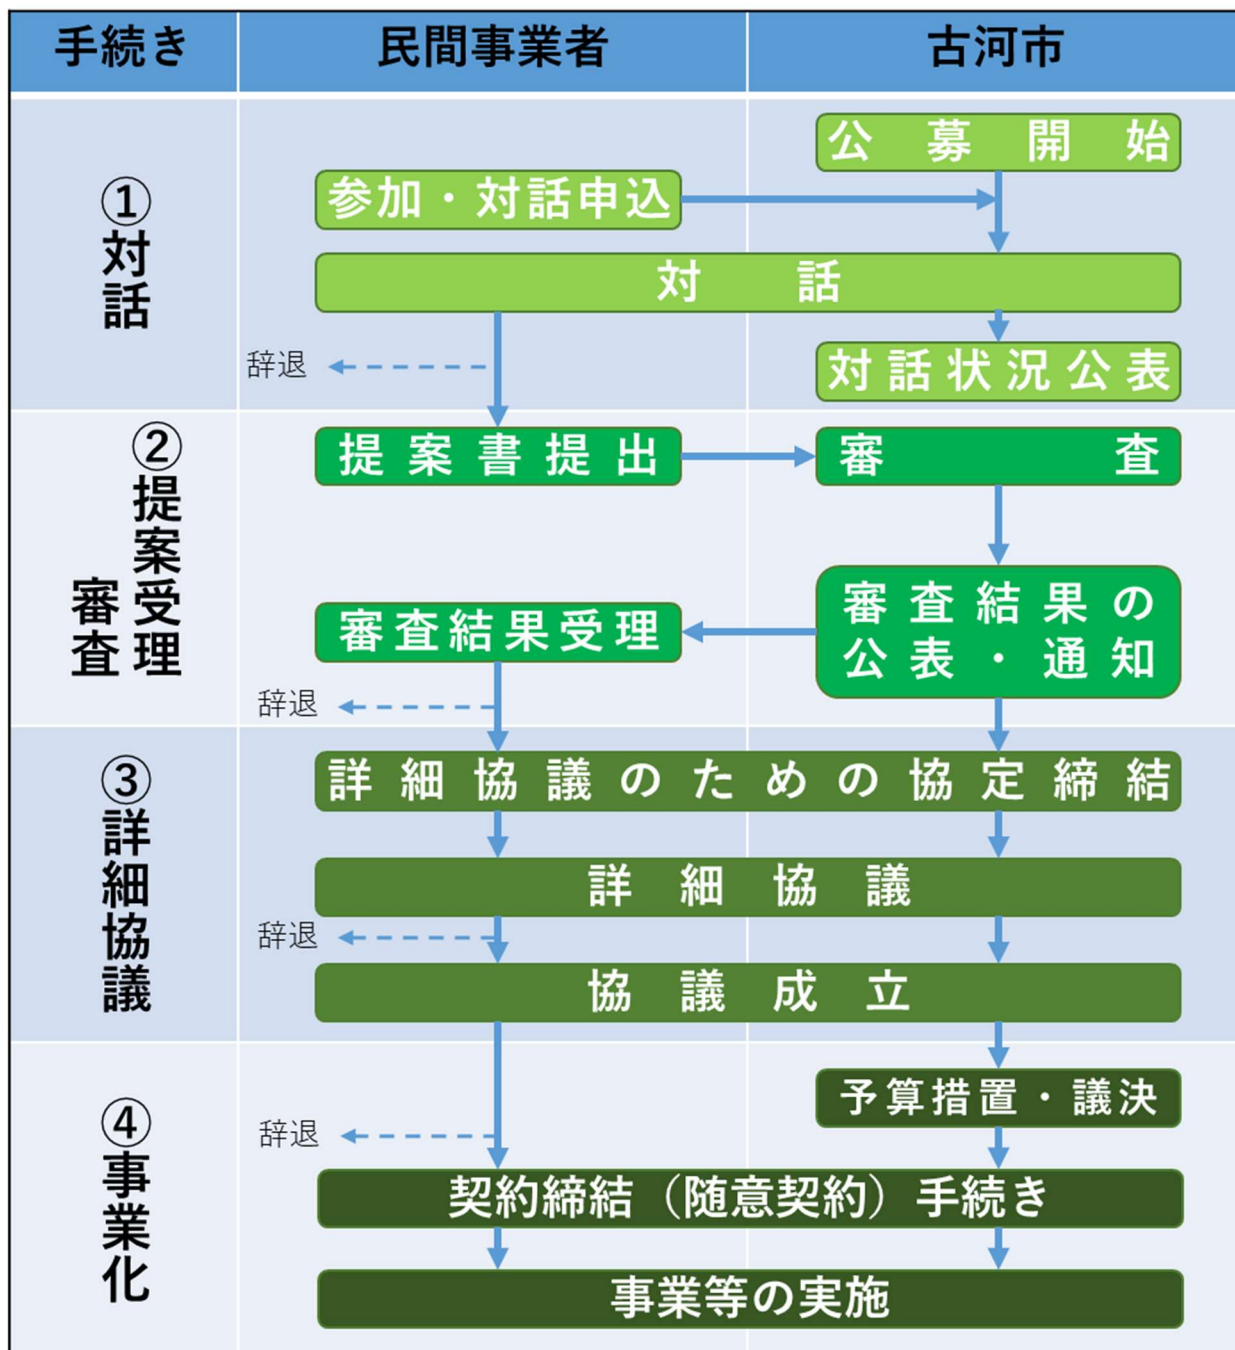 手続き
民間事業者
古河市
①対話
公募開始
参加・対話申込
対話
辞退
対話状況公表
②提案受理
審査
提案書提出
審査
審査結果の
公表・通知
審査結果受理
辞退
③詳細協議
詳細協議のための協定締結
詳細協議
辞退
協議成立
④事業化
予算措置・議決
辞退
契約締結（随意契約）手続き
事業等の実施